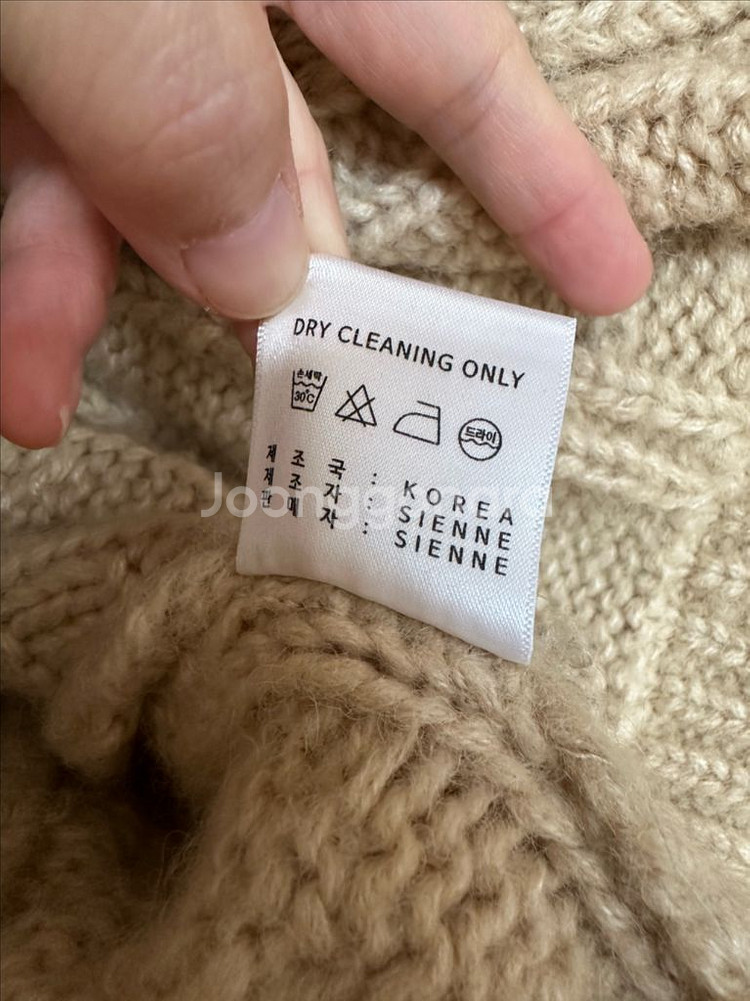 DRY CLEANING ONLY
손세탁
30℃
드라이
제 조 국 : KOREA
제 조 자 : SIENNE
판 매 자 : SIENNE
Joonggonara